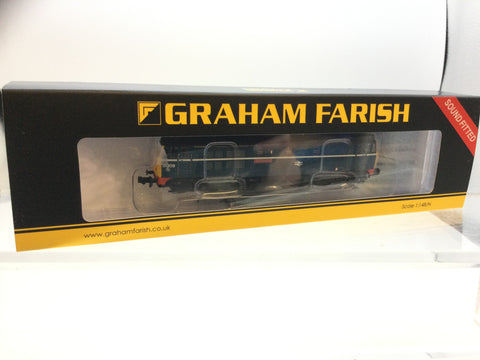 GRAHAM FARISH
SOUND FITTED
www.grahamfarish.co.uk
Scale 1:148/N